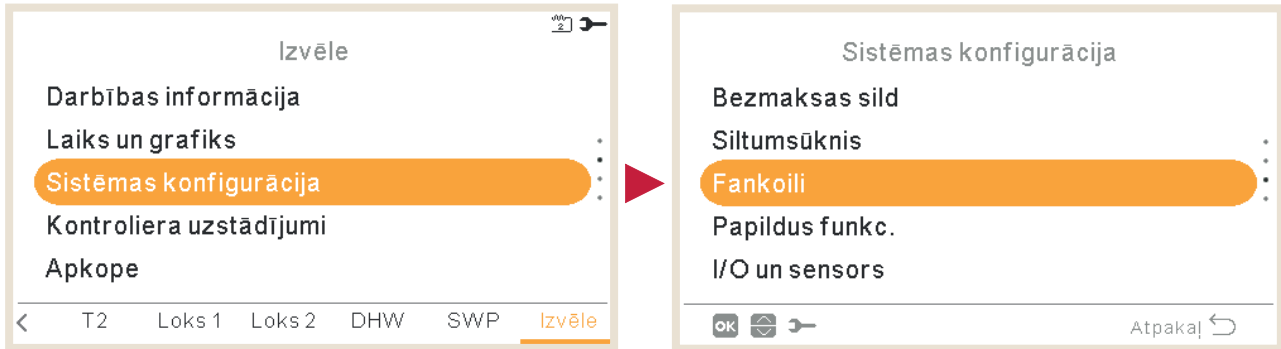 2
Izvēle
Darbības informācija
Laiks un grafiks
Sistēmas konfigurācija
Kontroliera uzstādījumi
Apkope
T2 Loks 1 Loks 2 DHW SWP Izvēle
Sistēmas konfigurācija
Bezmaksas sild
Siltumsūknis
Fankoili
Papildus funkc.
I/O un sensors
OK Atpakaļ